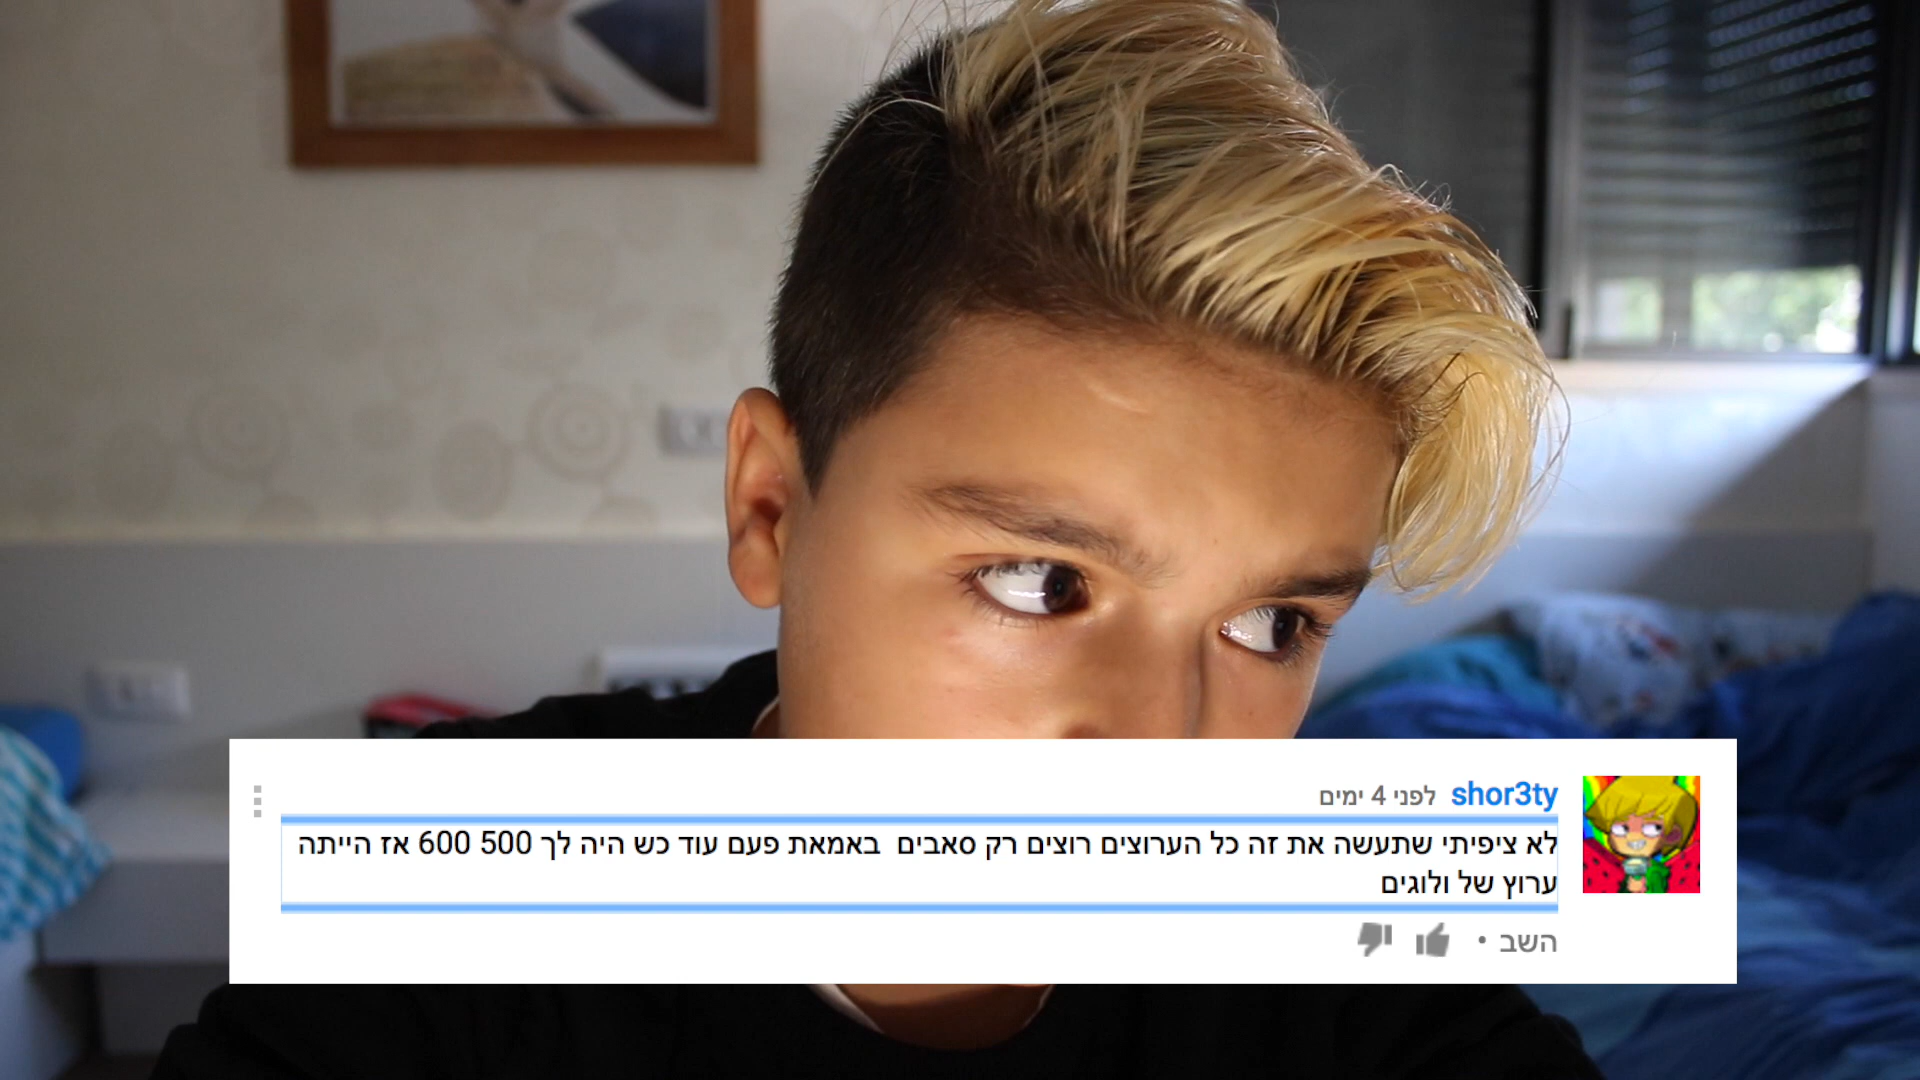 shor3ty לפני 4 ימים
לא ציפיתי שתעשה את זה כל הערוצים רוצים רק סאבים  באמאת פעם עוד כש היה לך 500 600 אז הייתה
ערוץ של ולוגים
השב •